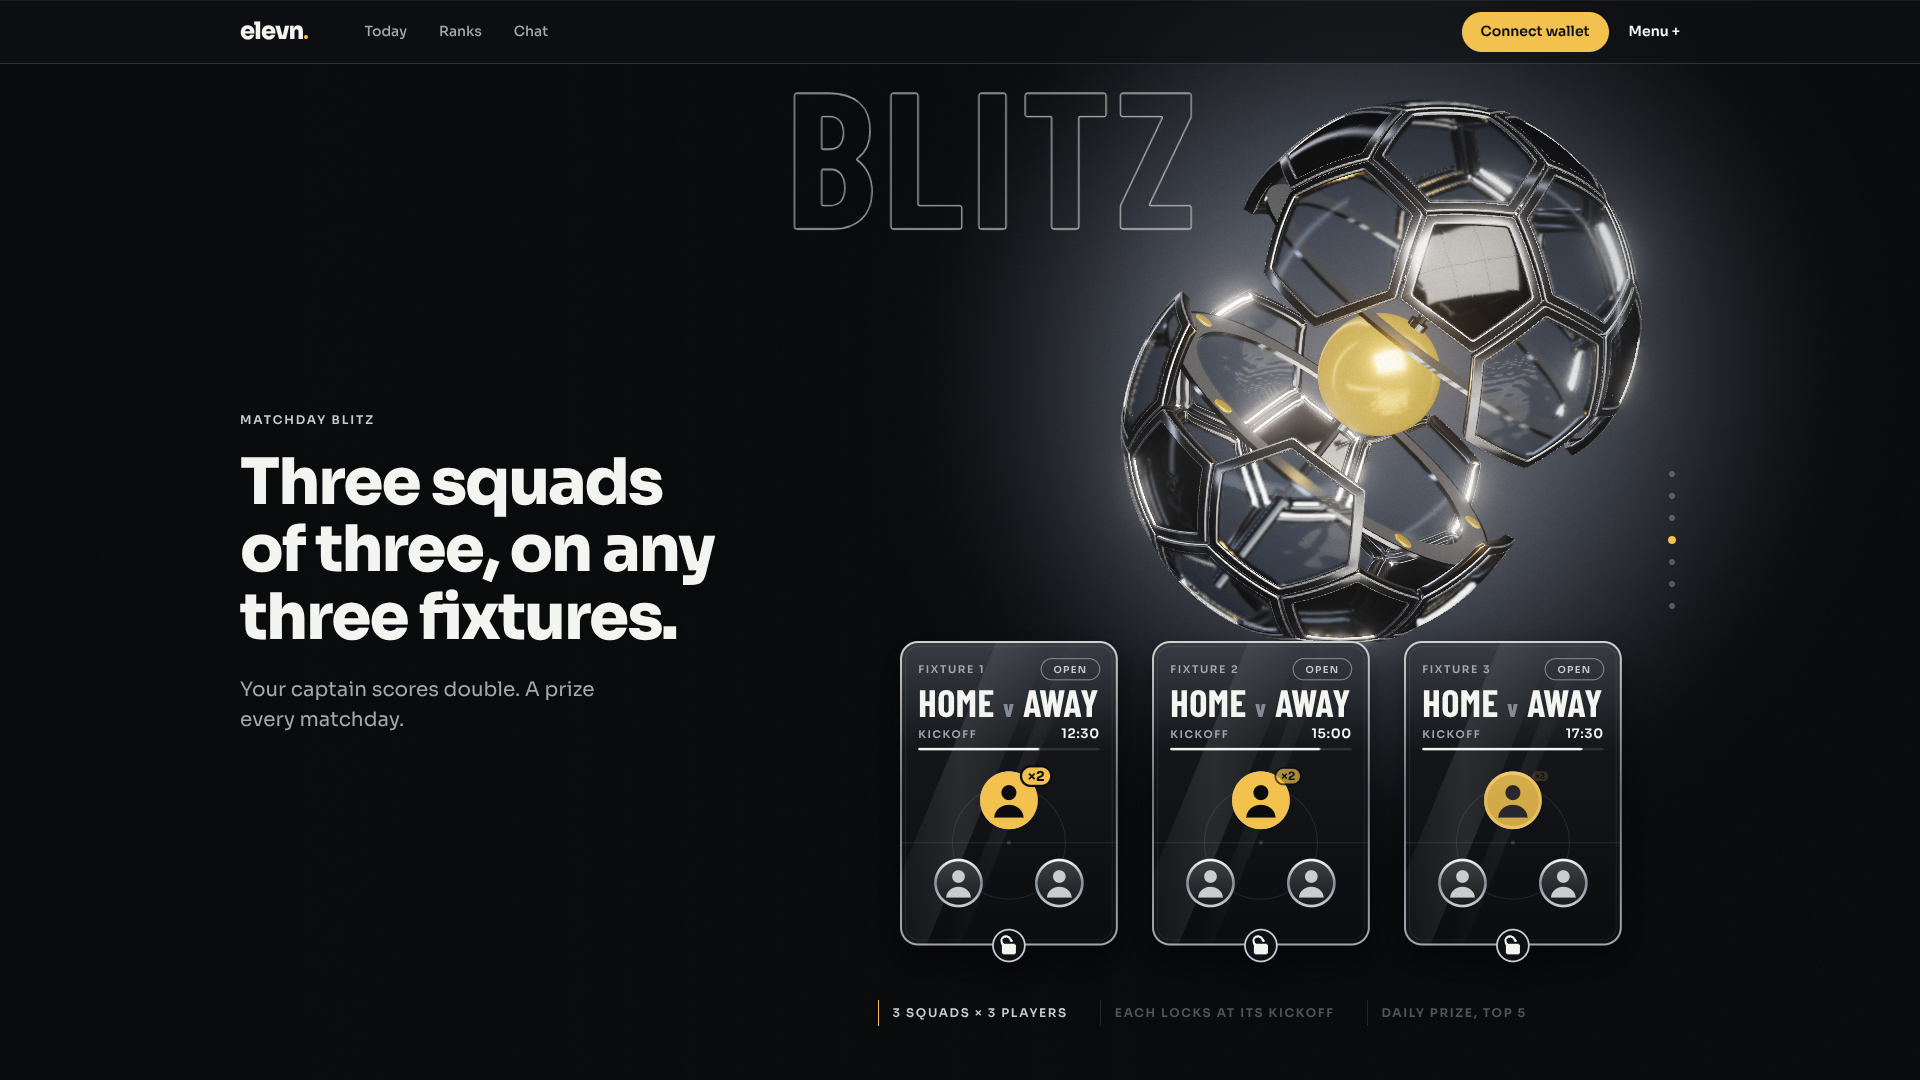 elevn.
Today
Ranks
Chat
Connect wallet
Menu +
BLITZ
MATCHDAY BLITZ
Three squads
of three, on any
three fixtures.
Your captain scores double. A prize
every matchday.
FIXTURE 1
OPEN
HOME v AWAY
KICKOFF 12:30
×2
FIXTURE 2
OPEN
HOME v AWAY
KICKOFF 15:00
×2
FIXTURE 3
OPEN
HOME v AWAY
KICKOFF 17:30
3 SQUADS × 3 PLAYERS
EACH LOCKS AT ITS KICKOFF
DAILY PRIZE, TOP 5